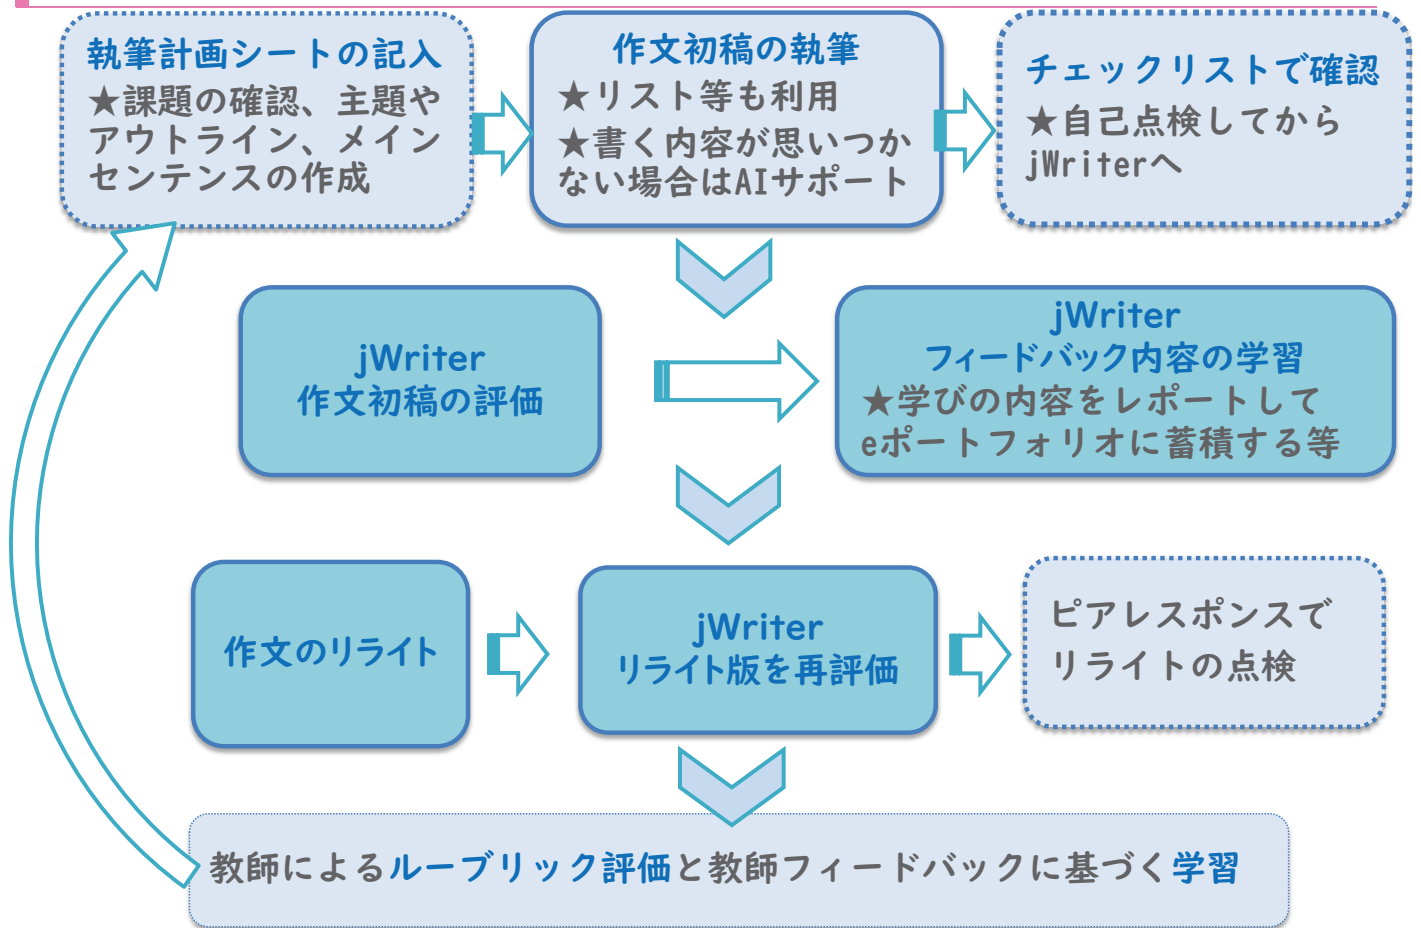 執筆計画シートの記入
★課題の確認、主題や
アウトライン、メイン
センテンスの作成
作文初稿の執筆
★リスト等も利用
★書く内容が思いつか
ない場合はAIサポート
チェックリストで確認
★自己点検してから
jWriterへ
jWriter
作文初稿の評価
jWriter
フィードバック内容の学習
★学びの内容をレポートして
eポートフォリオに蓄積する等
作文のリライト
jWriter
リライト版を再評価
ピアレスポンスで
リライトの点検
教師によるルーブリック評価と教師フィードバックに基づく学習